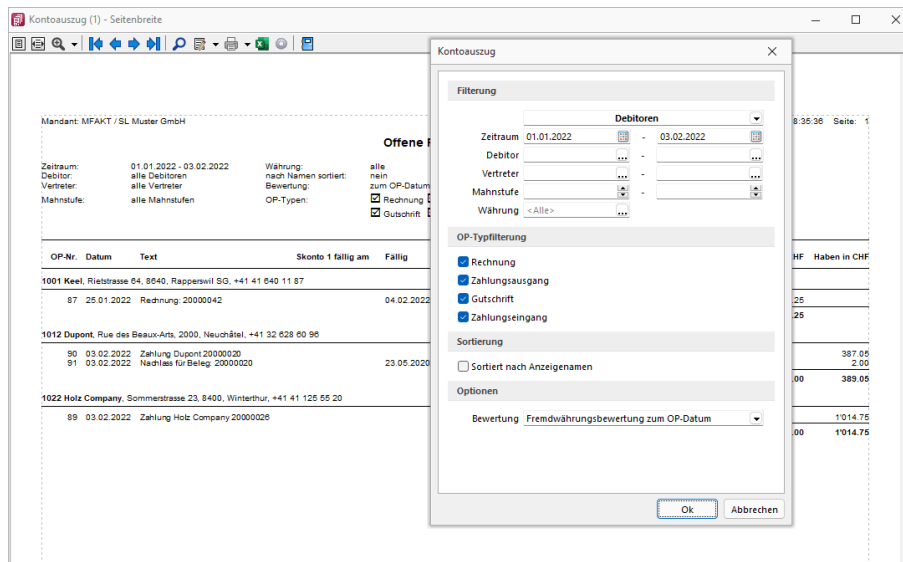 Kontoauszug (1) - Seitenbreite
Mandant: MFAKT / SL Muster GmbH
8:35:36 Seite: 1
Offene
Zeitraum: 01.01.2022 - 03.02.2022 Währung: alle
Debitor: alle Debitoren nach Namen sortiert: nein
Vertreter: alle Vertreter Bewertung: zum OP-Datum
Mahnstufe: alle Mahnstufen OP-Typen: Rechnung
Gutschrift
OP-Nr. Datum Text Skonto 1 fällig am Fällig HF Haben in CHF
1001 Keel, Rietstrasse 64, 8640, Rapperswil SG, +41 41 640 11 87
87 25.01.2022 Rechnung: 20000042 04.02.2022 .25
.25
1012 Dupont, Rue des Beaux-Arts, 2000, Neuchâtel, +41 32 628 60 96
90 03.02.2022 Zahlung Dupont 20000020 387.05
91 03.02.2022 Nachlass für Beleg: 20000020 23.05.2020 2.00
.00 389.05
1022 Holz Company, Sommerstrasse 23, 8400, Winterthur, +41 41 125 55 20
89 03.02.2022 Zahlung Holz Company 20000026 1'014.75
.00 1'014.75
Kontoauszug
Filterung
Debitoren
Zeitraum 01.01.2022 - 03.02.2022
Debitor ... - ...
Vertreter ... - ...
Mahnstufe -
Währung <Alle> ...
OP-Typfilterung
Rechnung
Zahlungsausgang
Gutschrift
Zahlungseingang
Sortierung
Sortiert nach Anzeigenamen
Optionen
Bewertung Fremdwährungsbewertung zum OP-Datum
Ok Abbrechen